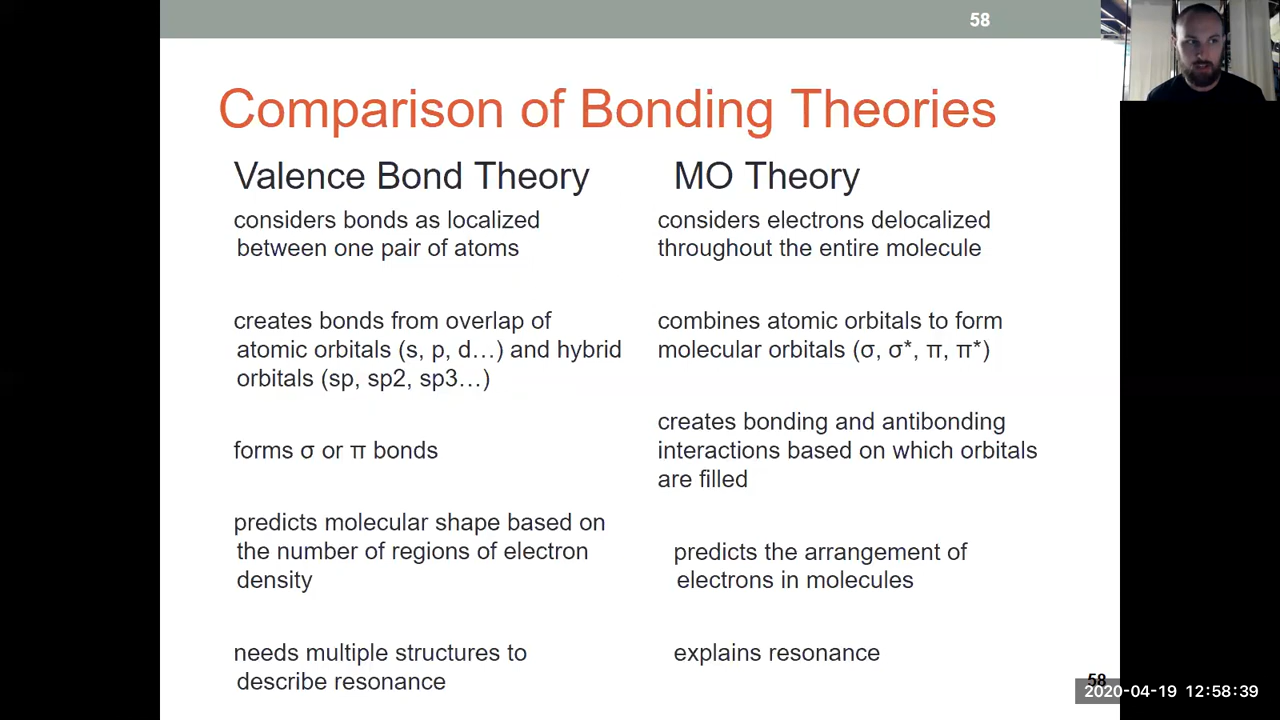 58
Comparison of Bonding Theories
Valence Bond Theory
considers bonds as localized
between one pair of atoms
creates bonds from overlap of
atomic orbitals (s, p, d…) and hybrid
orbitals (sp, sp2, sp3…)
forms σ or π bonds
predicts molecular shape based on
the number of regions of electron
density
needs multiple structures to
describe resonance
MO Theory
considers electrons delocalized
throughout the entire molecule
combines atomic orbitals to form
molecular orbitals (σ, σ*, π, π*)
creates bonding and antibonding
interactions based on which orbitals
are filled
predicts the arrangement of
electrons in molecules
explains resonance
58
2020-04-19 12:58:39